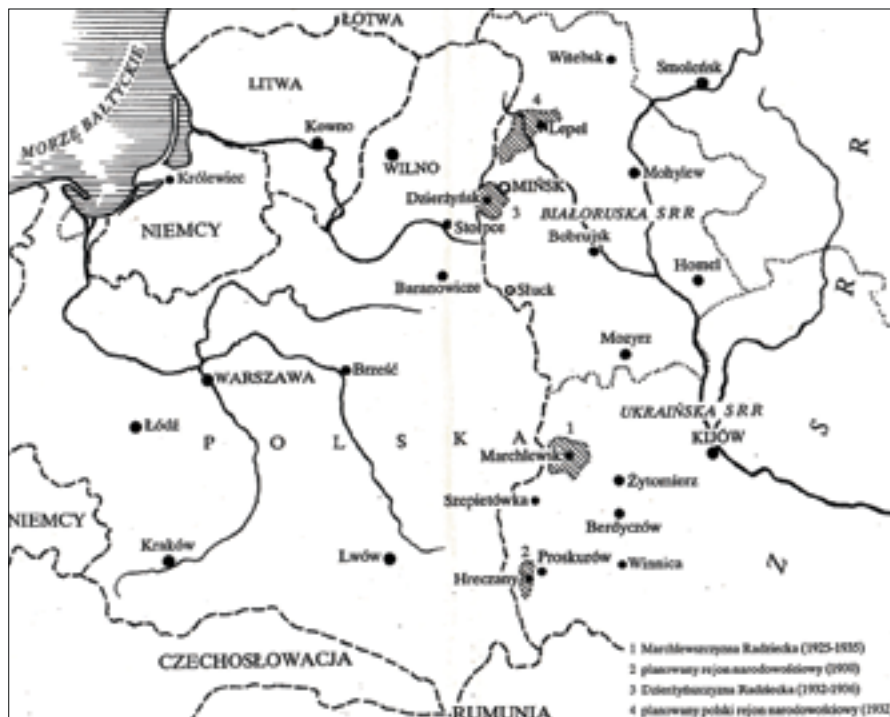 ŁOTWA
Witebsk
Smoleńsk
LITWA
MORZE BAŁTYCKIE
4
Lepel
Kowno
WILNO
R
Królewiec
MIŃSK
Mohylew
Dzierżyńsk
3
BIAŁORUSKA S R R
NIEMCY
Stołpce
Bobrujsk
Homel
Baranowicze
Słuck
R
Mozyrz
WARSZAWA
Brześć
UKRAIŃSKA S R R
Łódź
1
S
P O L S K A
KIJÓW
Marchlewsk
Żytomierz
NIEMCY
Szepietówka
Berdyczów
Kraków
Lwów
2
Proskurów
Winnica
Z
Hreczany
1 Marchlewszczyzna Radziecka (1925-1935)
CZECHOSŁOWACJA
2 planowany rejon narodowościowy (1930)
3 Dzierżyńszczyzna Radziecka (1932-1936)
RUMUNIA
4 planowany polski rejon narodowościowy (1932